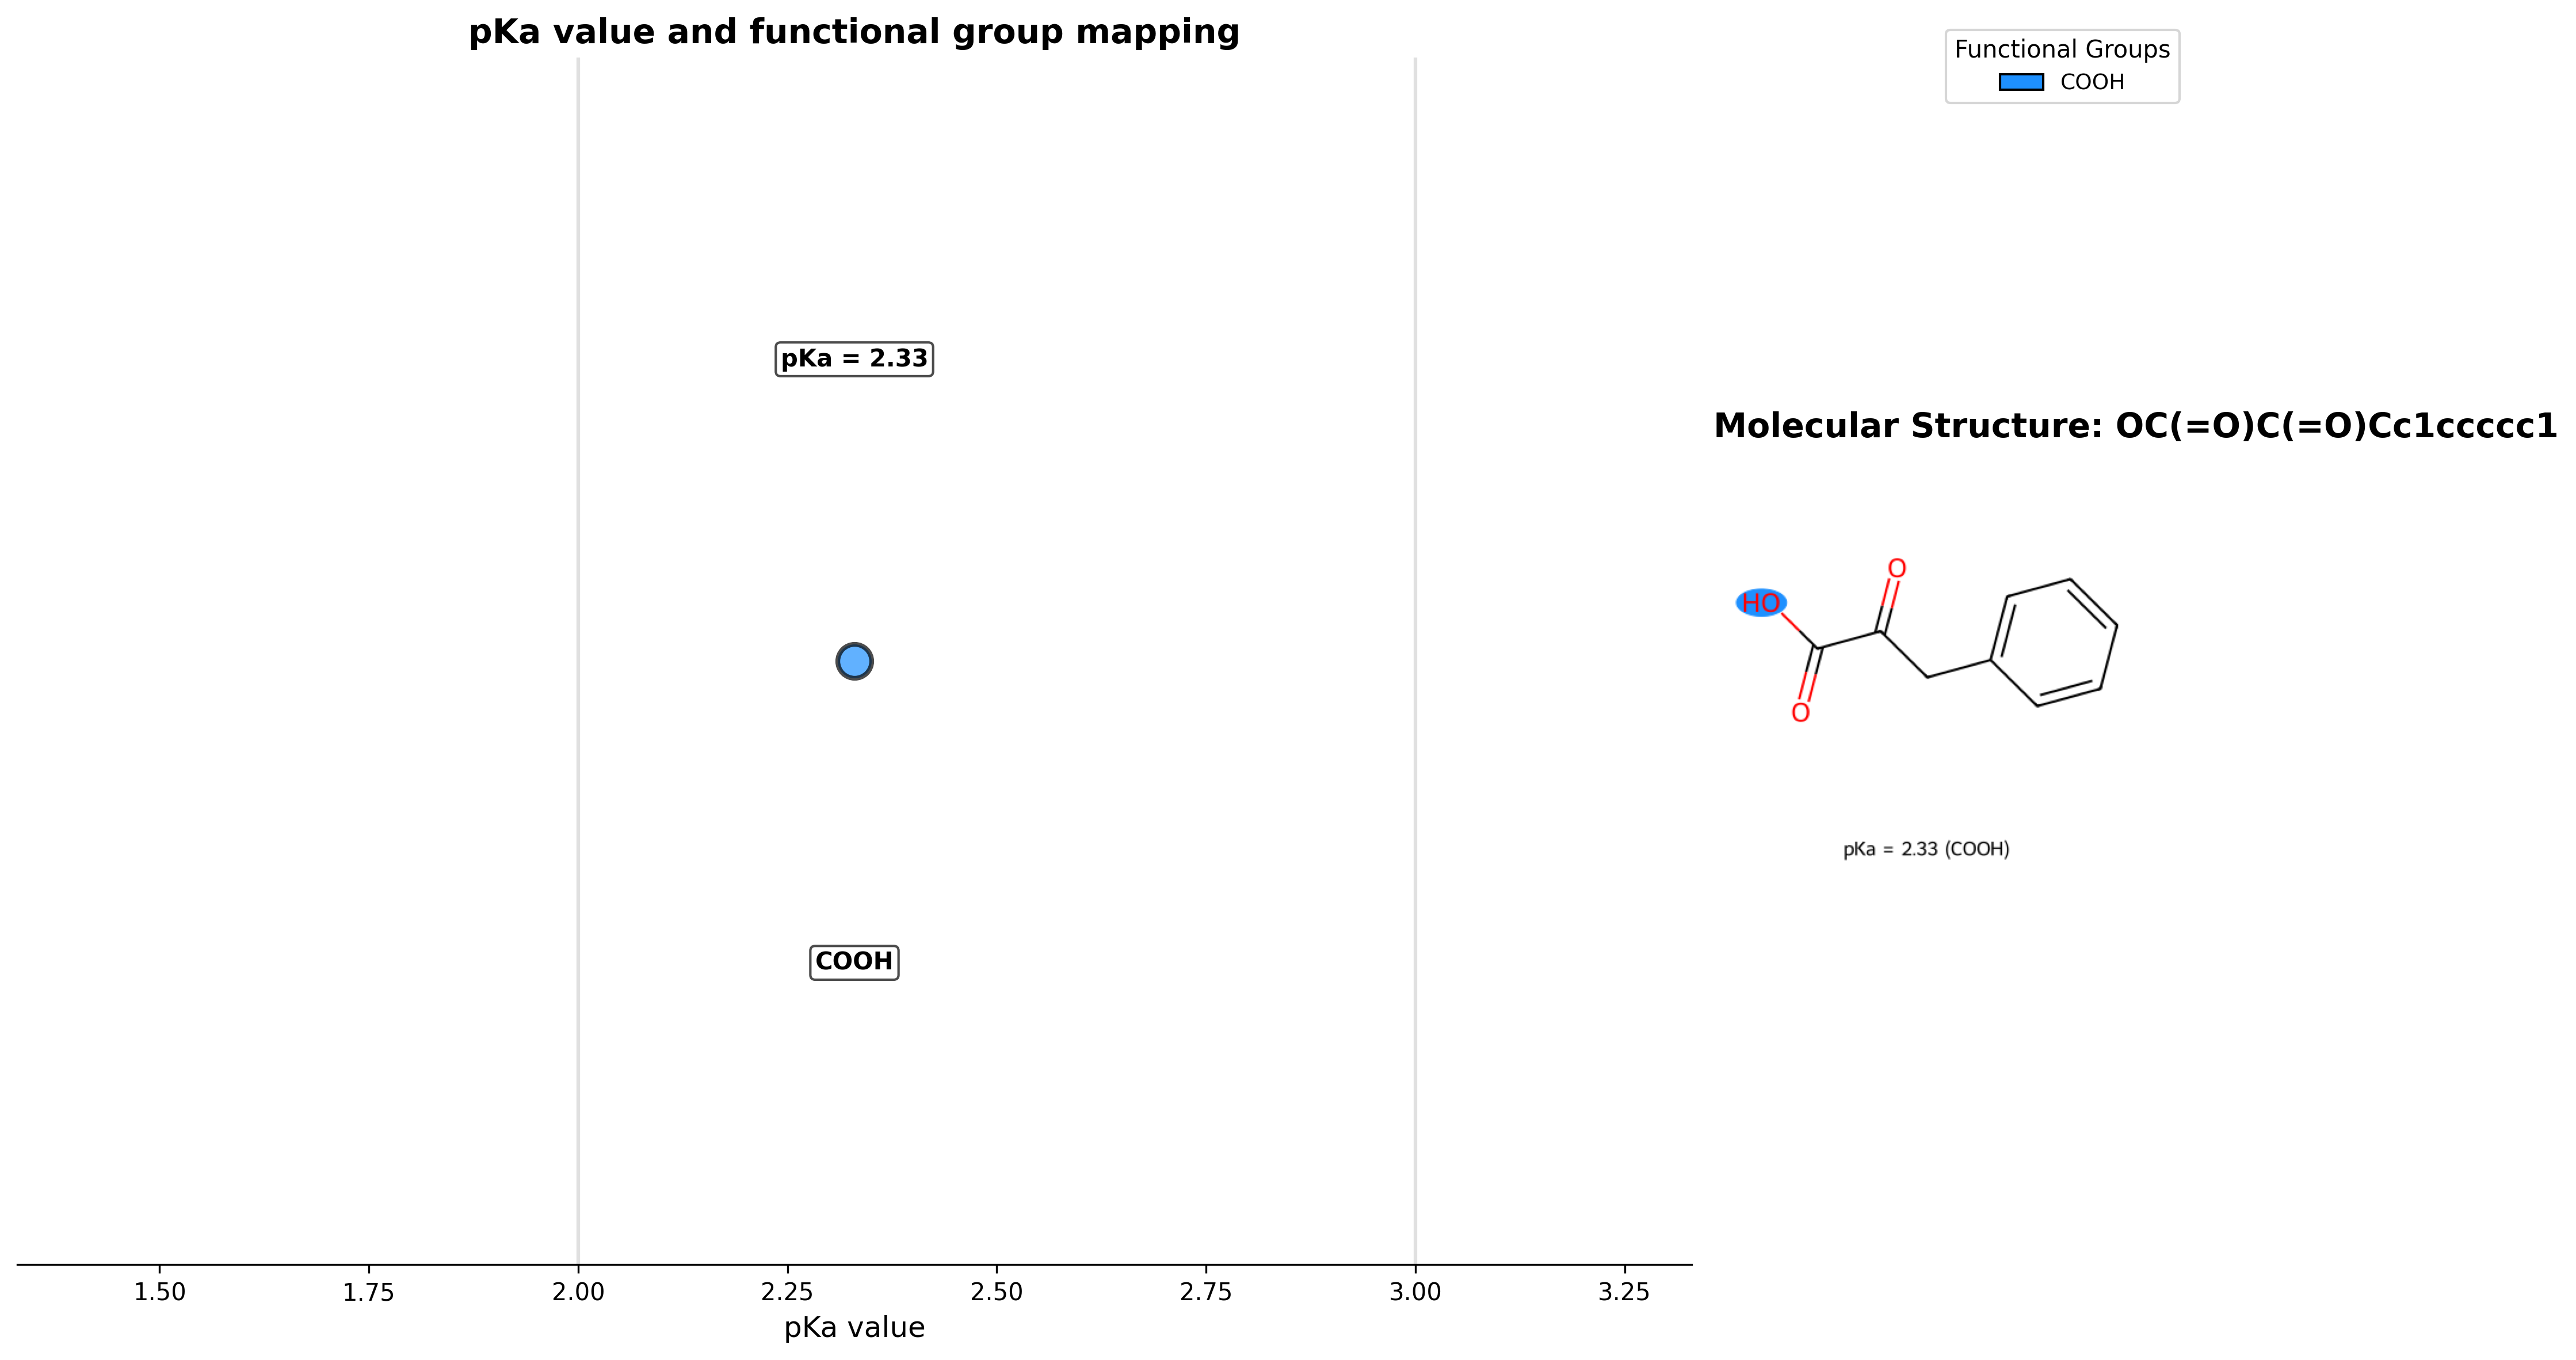 pKa value and functional group mapping
pKa = 2.33
COOH
1.50 1.75 2.00 2.25 2.50 2.75 3.00 3.25
pKa value
Functional Groups
COOH
Molecular Structure: OC(=O)C(=O)Cc1ccccc1
O
HO
O
pKa = 2.33 (COOH)